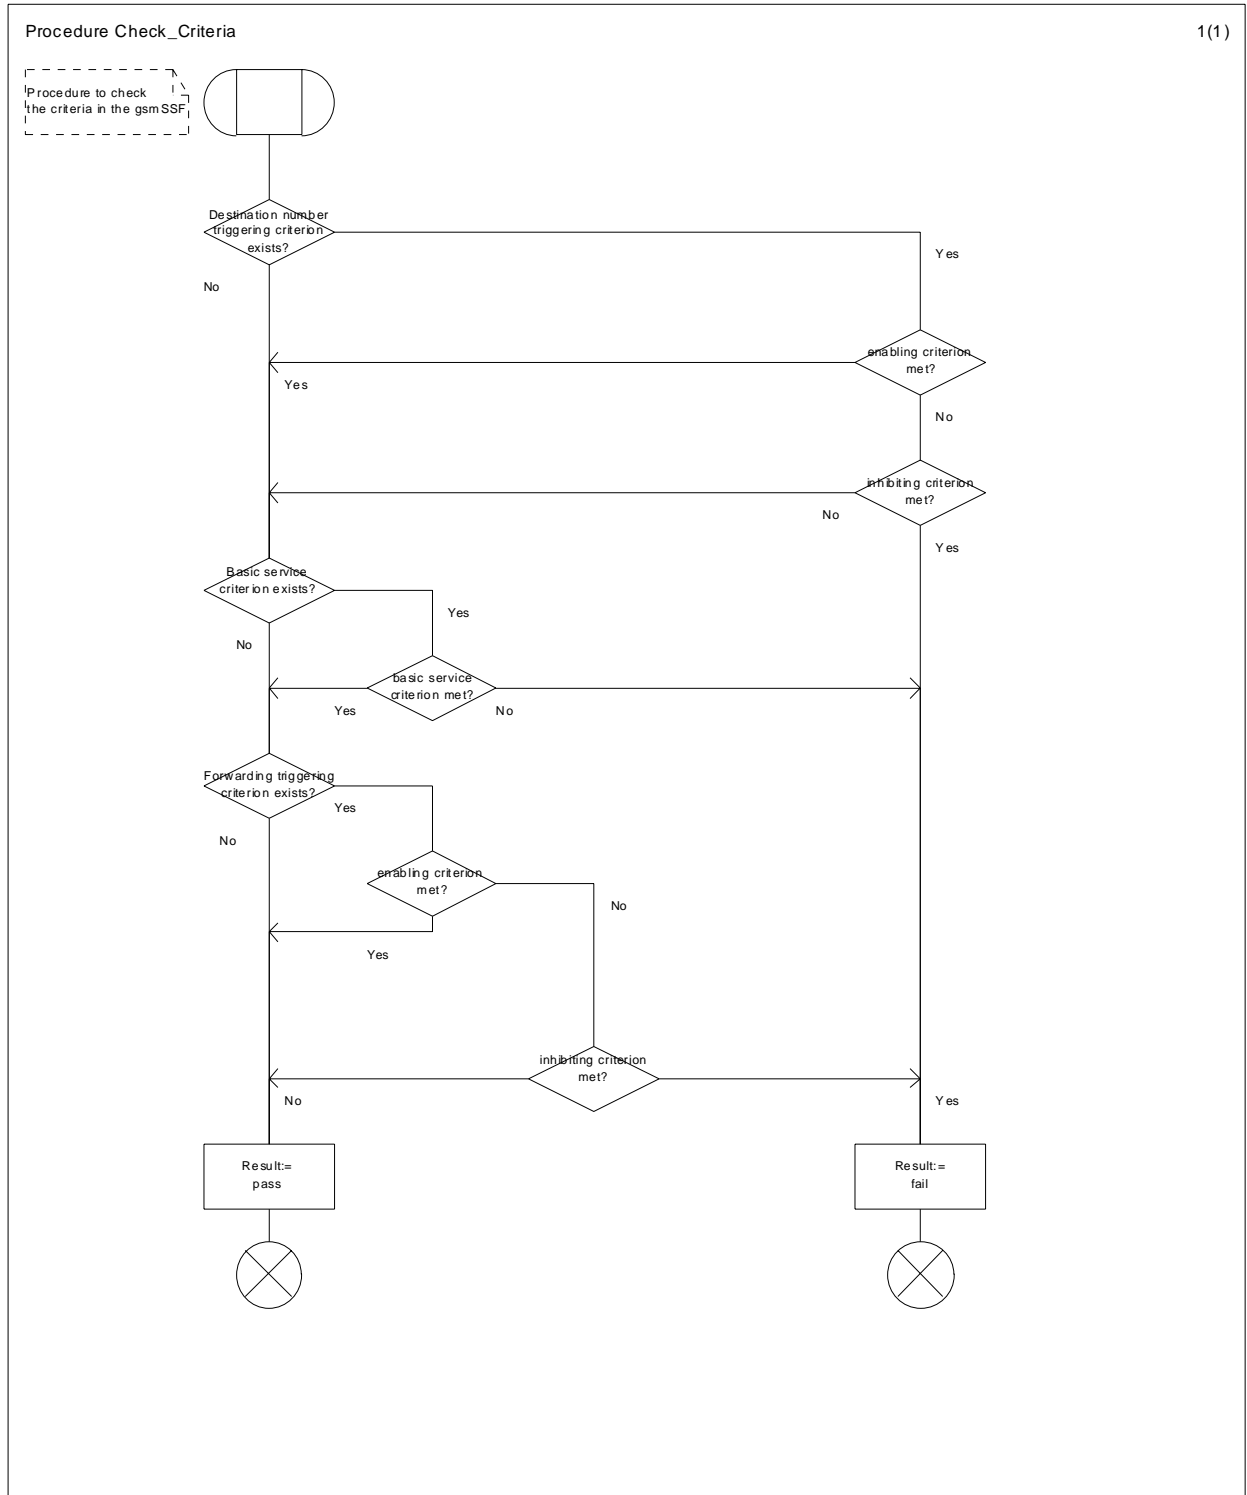 Procedure Check_Criteria
1(1)
Procedure to check
the criteria in the gsmSSF
Destination number
triggering criterion
exists?
Yes
No
enabling criterion
met?
Yes
No
inhibiting criterion
met?
No
Yes
Basic service
criterion exists?
Yes
No
basic service
criterion met?
Yes
No
Forwarding triggering
criterion exists?
Yes
No
enabling criterion
met?
No
Yes
inhibiting criterion
met?
No
Yes
Result:=
pass
Result:=
fail